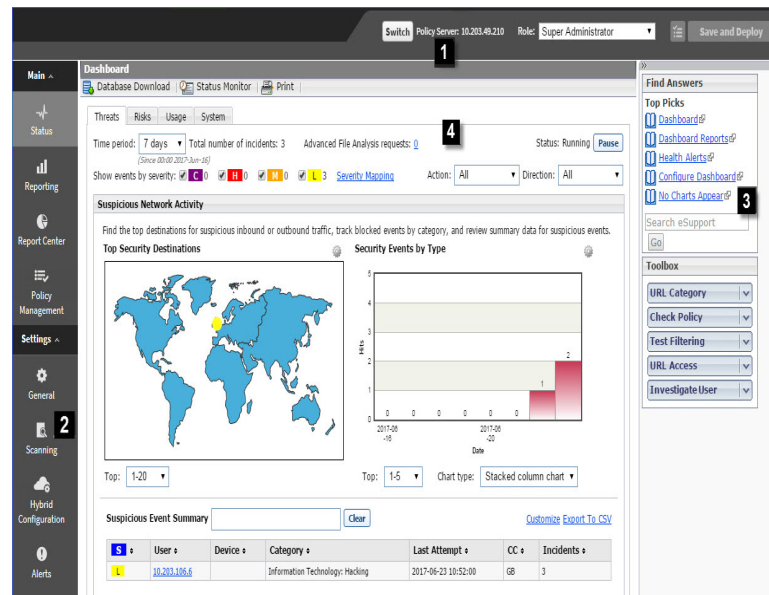 Switch Policy Server: 10.203.49.210 Role: Super Administrator Save and Deploy
1
Main
Status
Reporting
Report Center
Policy
Management
Settings
General
2
Scanning
Hybrid
Configuration
Alerts
Dashboard
Database Download Status Monitor Print
Threats Risks Usage System
4
Time period: 7 days Total number of incidents: 3 Advanced File Analysis requests: 0 Status: Running Pause
(Since 00:00 2017-Jun-16)
Show events by severity: C 0 H 0 M 0 L 3 Severity Mapping Action: All Direction: All
Suspicious Network Activity
Find the top destinations for suspicious inbound or outbound traffic, track blocked events by category, and review summary data for suspicious events.
Top Security Destinations
Security Events by Type
5
4
3
2
1
0
Hits
0 0 0 0 0 1 2
2017-06
-16
2017-06
-20
Date
Top: 1-20
Top: 1-5 Chart type: Stacked column chart
Suspicious Event Summary Clear Customize Export To CSV
S User Device Category Last Attempt CC Incidents
L 10.203.106.6 Information Technology: Hacking 2017-06-23 10:52:00 GB 3
»
Find Answers
Top Picks
Dashboard
Dashboard Reports
Health Alerts
Configure Dashboard
No Charts Appear
3
Search eSupport
Go
Toolbox
URL Category
Check Policy
Test Filtering
URL Access
Investigate User